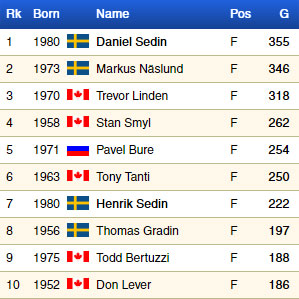 Rk Born Name Pos G
1 1980 Daniel Sedin F 355
2 1973 Markus Näslund F 346
3 1970 Trevor Linden F 318
4 1958 Stan Smyl F 262
5 1971 Pavel Bure F 254
6 1963 Tony Tanti F 250
7 1980 Henrik Sedin F 222
8 1956 Thomas Gradin F 197
9 1975 Todd Bertuzzi F 188
10 1952 Don Lever F 186